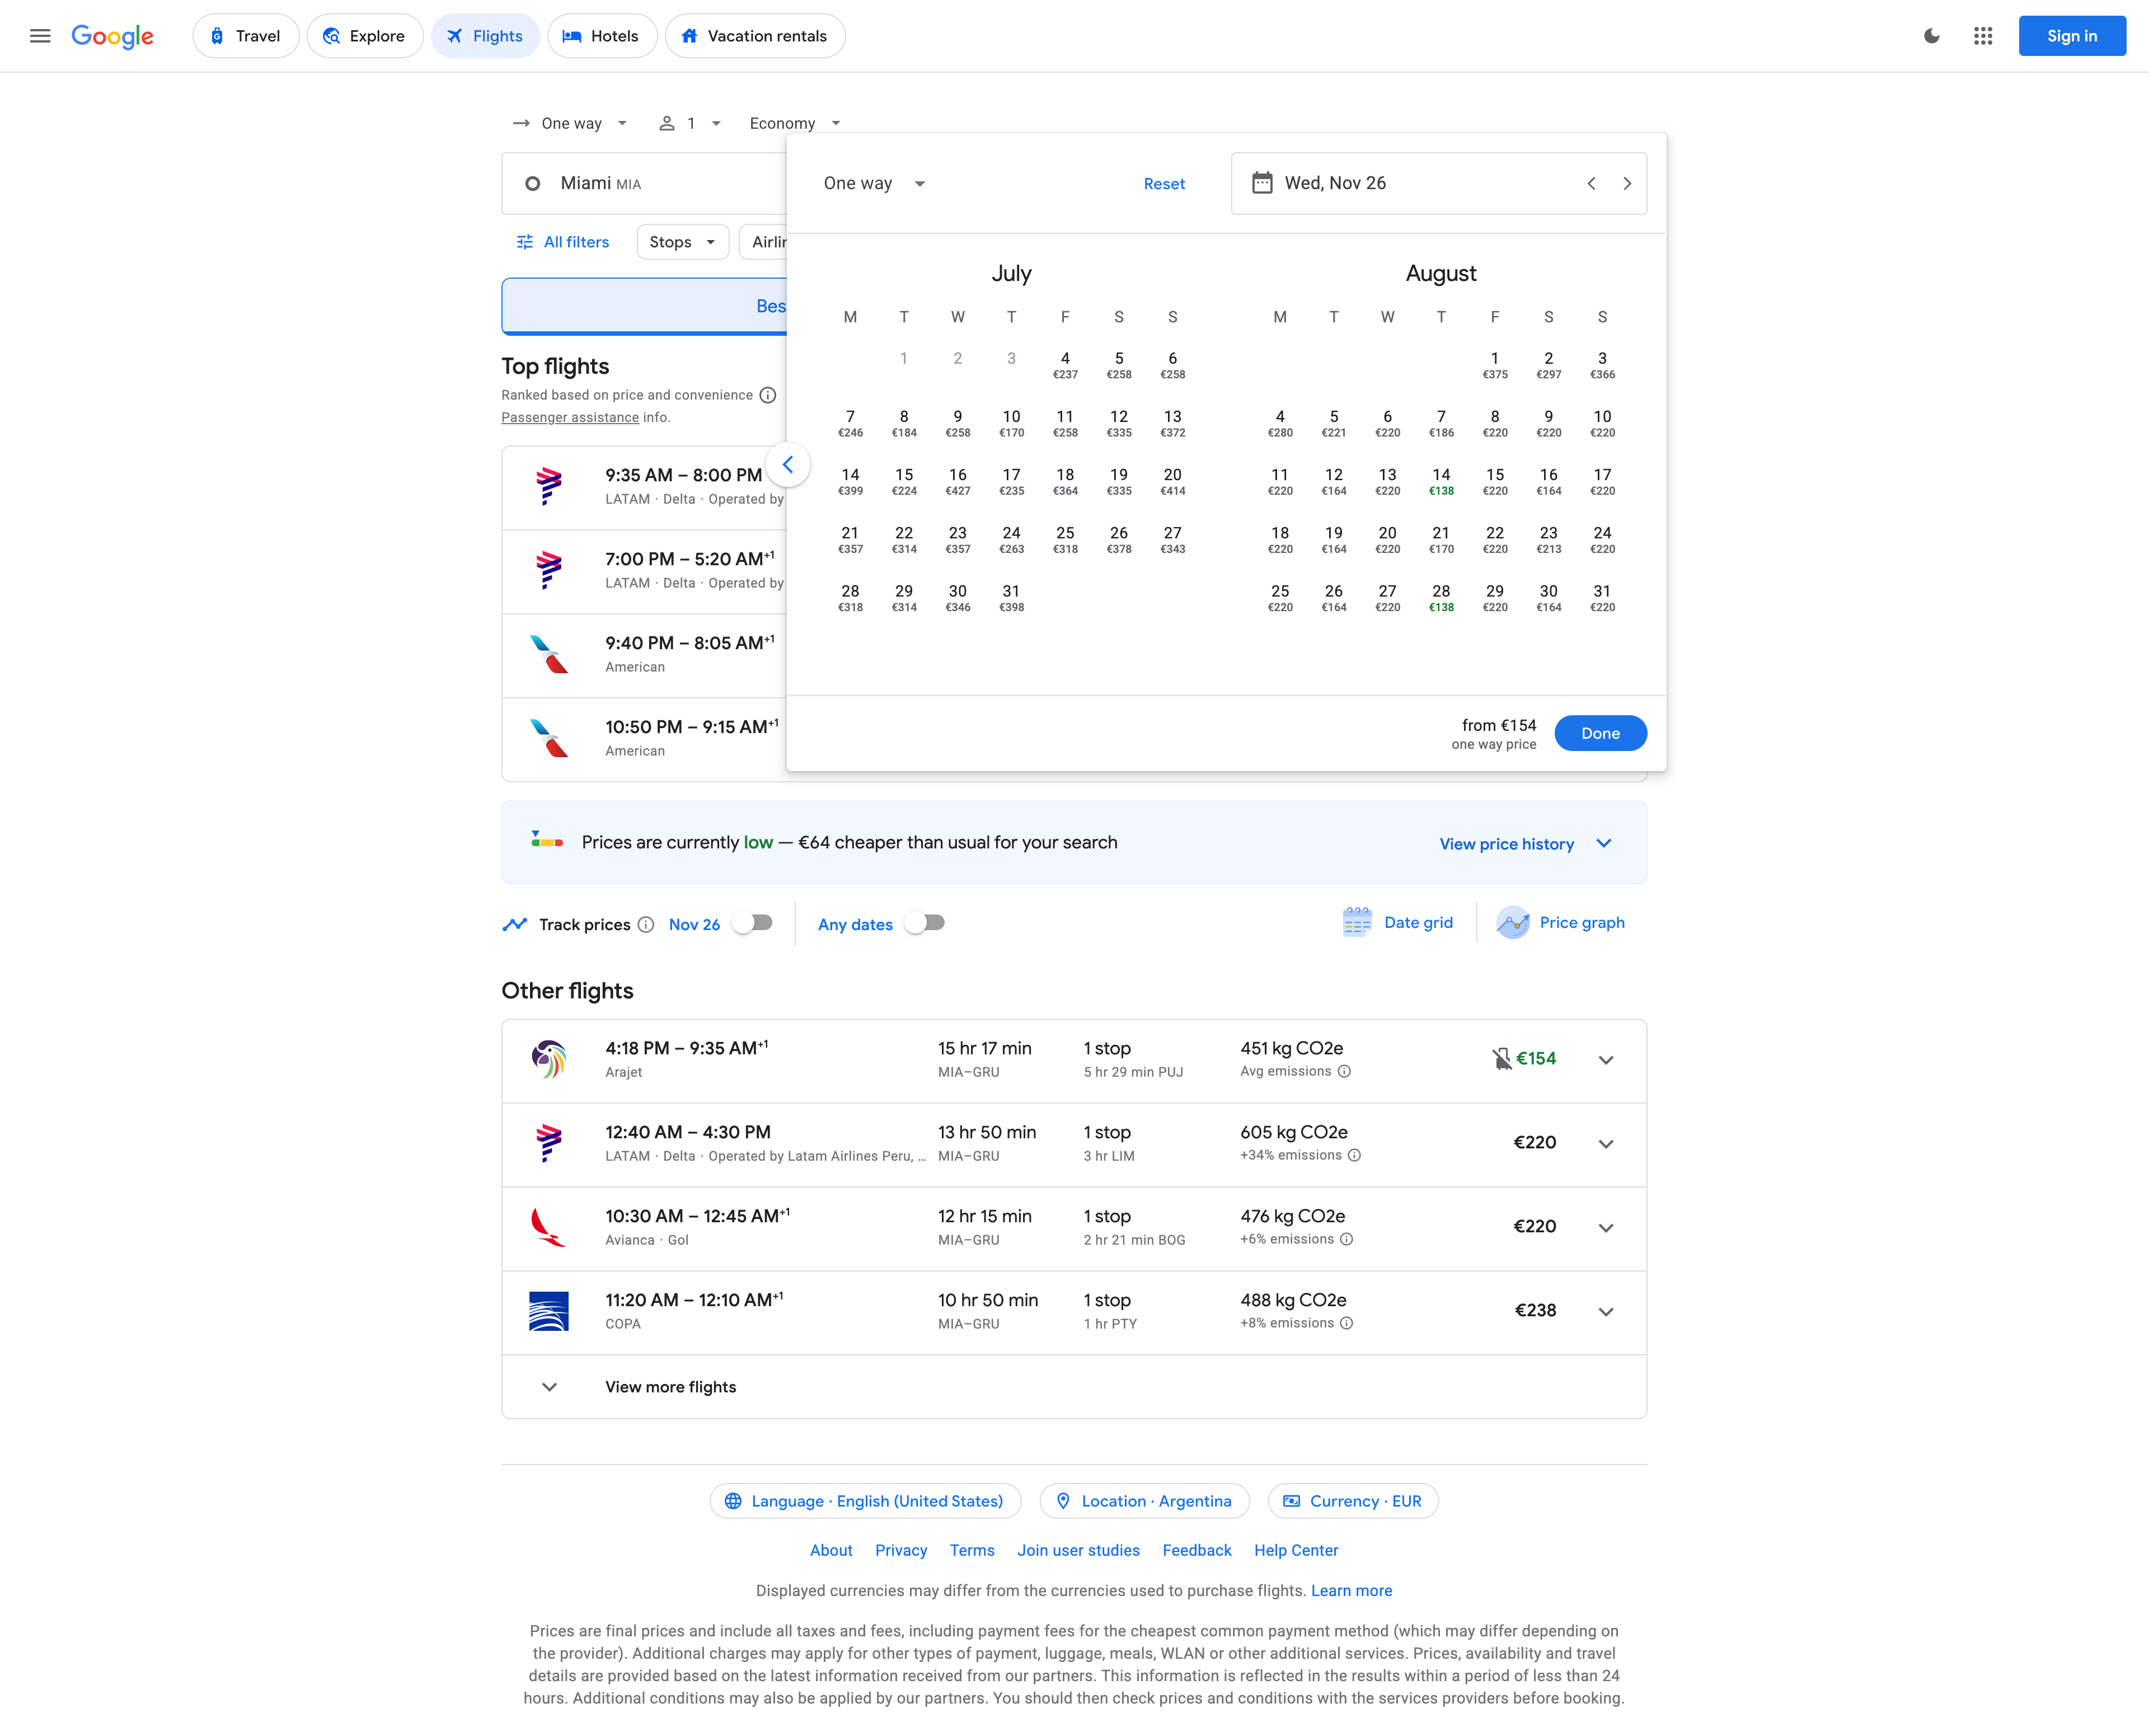 Google
Travel
Explore
Flights
Hotels
Vacation rentals
Sign in
One way
1
Economy
Miami MIA
One way
Reset
Wed, Nov 26
All filters
Stops
Airlin
Bes
July
M T W T F S S
1 2 3 4 5 6
€237 €258 €258
7 8 9 10 11 12 13
€246 €184 €258 €170 €258 €335 €372
14 15 16 17 18 19 20
€399 €224 €427 €235 €364 €335 €414
21 22 23 24 25 26 27
€357 €314 €357 €263 €318 €378 €343
28 29 30 31
€318 €314 €346 €398
August
M T W T F S S
1 2 3
€375 €297 €366
4 5 6 7 8 9 10
€280 €221 €220 €186 €220 €220 €220
11 12 13 14 15 16 17
€220 €164 €220 €138 €220 €164 €220
18 19 20 21 22 23 24
€220 €164 €220 €170 €220 €213 €220
25 26 27 28 29 30 31
€220 €164 €220 €138 €220 €164 €220
from €154
one way price
Done
Top flights
Ranked based on price and convenience
Passenger assistance info.
9:35 AM – 8:00 PM
LATAM · Delta · Operated by
7:00 PM – 5:20 AM+1
LATAM · Delta · Operated by
9:40 PM – 8:05 AM+1
American
10:50 PM – 9:15 AM+1
American
Prices are currently low — €64 cheaper than usual for your search
View price history
Track prices
Nov 26
Any dates
Date grid
Price graph
Other flights
4:18 PM – 9:35 AM+1 15 hr 17 min 1 stop 451 kg CO2e €154
Arajet MIA–GRU 5 hr 29 min PUJ Avg emissions
12:40 AM – 4:30 PM 13 hr 50 min 1 stop 605 kg CO2e €220
LATAM · Delta · Operated by Latam Airlines Peru, ... MIA–GRU 3 hr LIM +34% emissions
10:30 AM – 12:45 AM+1 12 hr 15 min 1 stop 476 kg CO2e €220
Avianca · Gol MIA–GRU 2 hr 21 min BOG +6% emissions
11:20 AM – 12:10 AM+1 10 hr 50 min 1 stop 488 kg CO2e €238
COPA MIA–GRU 1 hr PTY +8% emissions
View more flights
Language · English (United States)
Location · Argentina
Currency · EUR
About Privacy Terms Join user studies Feedback Help Center
Displayed currencies may differ from the currencies used to purchase flights. Learn more
Prices are final prices and include all taxes and fees, including payment fees for the cheapest common payment method (which may differ depending on
the provider). Additional charges may apply for other types of payment, luggage, meals, WLAN or other additional services. Prices, availability and travel
details are provided based on the latest information received from our partners. This information is reflected in the results within a period of less than 24
hours. Additional conditions may also be applied by our partners. You should then check prices and conditions with the services providers before booking.